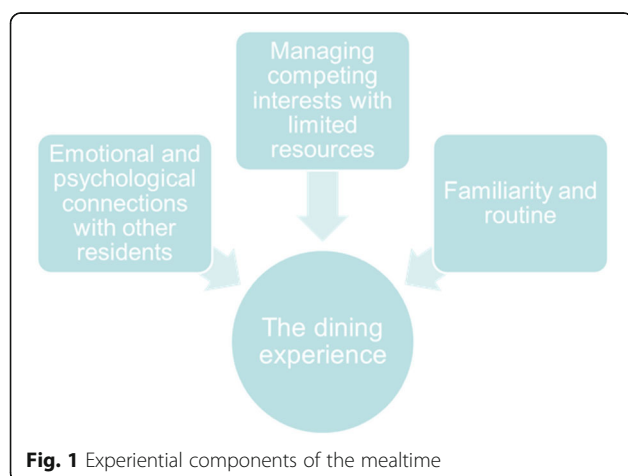 Managing
competing
interests with
limited
resources
Emotional and
psychological
connections
with other
residents
Familiarity and
routine
The dining
experience
Fig. 1 Experiential components of the mealtime